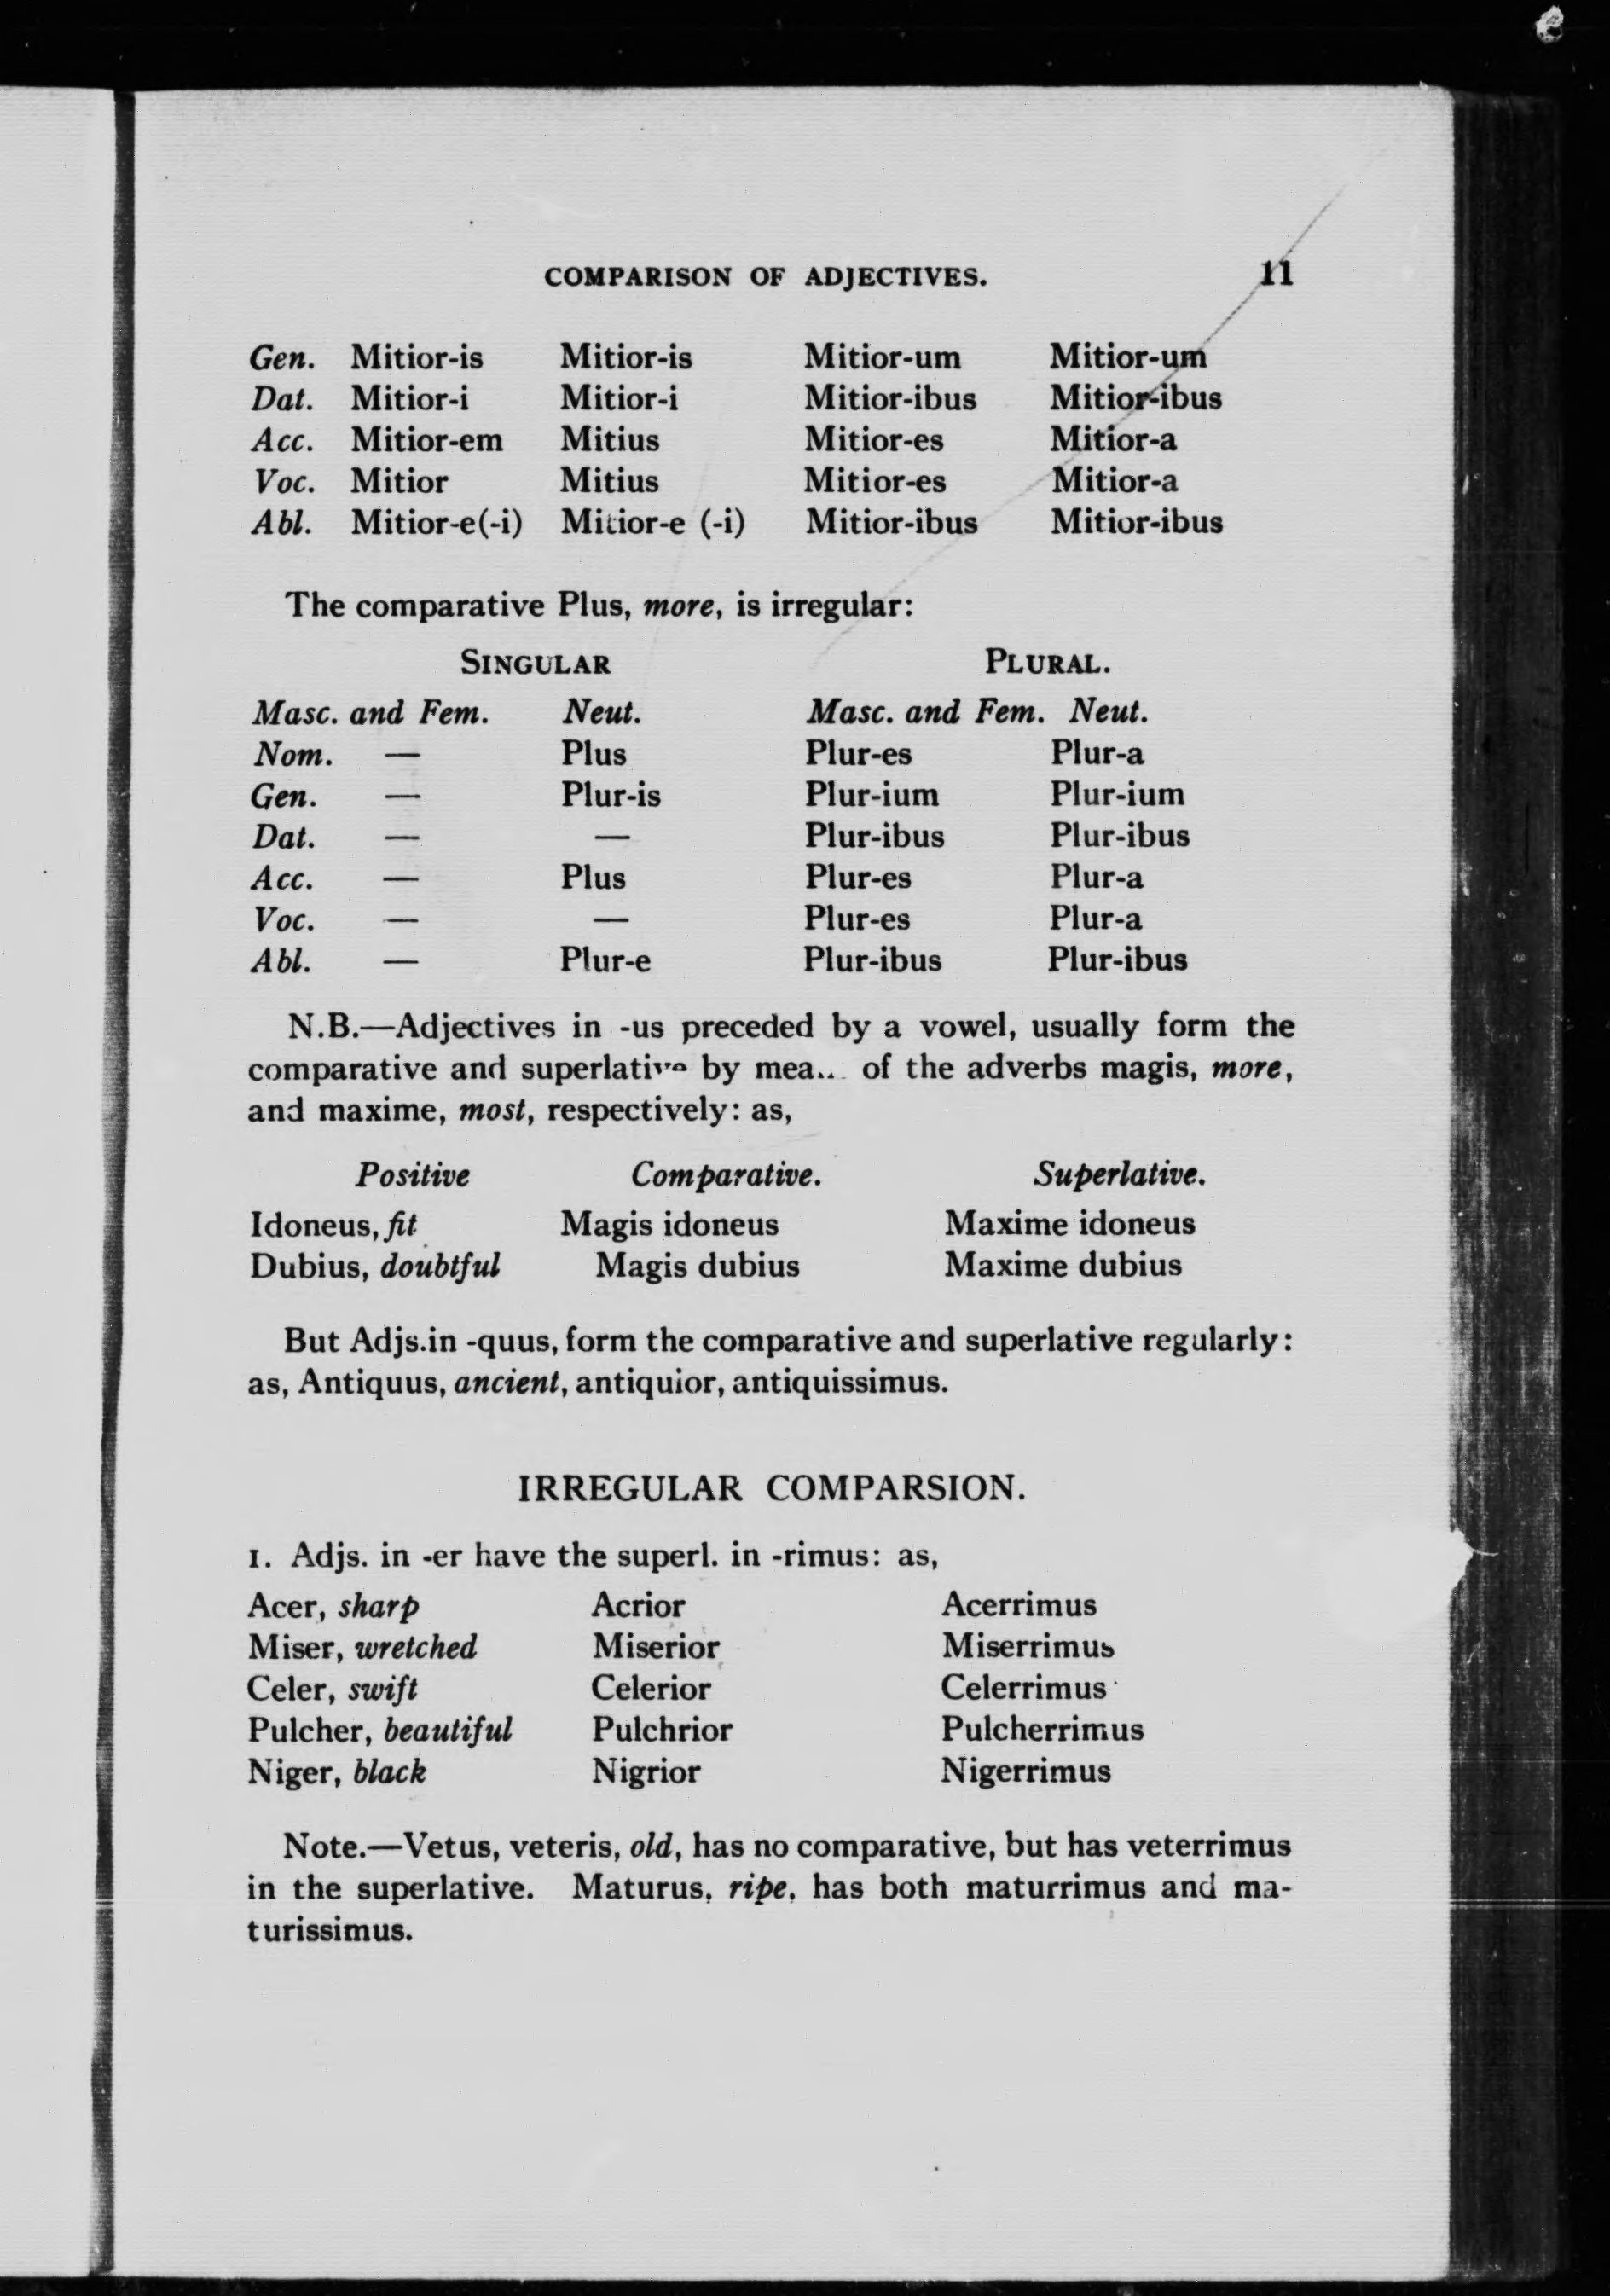 COMPARISON OF ADJECTIVES. 11
Gen. Mitior-is Mitior-is Mitior-um Mitior-um
Dat. Mitior-i Mitior-i Mitior-ibus Mitior-ibus
Acc. Mitior-em Mitius Mitior-es Mitior-a
Voc. Mitior Mitius Mitior-es Mitior-a
Abl. Mitior-e(-i) Mitior-e (-i) Mitior-ibus Mitior-ibus
The comparative Plus, more, is irregular:
SINGULAR PLURAL.
Masc. and Fem. Neut. Masc. and Fem. Neut.
Nom. — Plus Plur-es Plur-a
Gen. — Plur-is Plur-ium Plur-ium
Dat. — — Plur-ibus Plur-ibus
Acc. — Plus Plur-es Plur-a
Voc. — — Plur-es Plur-a
Abl. — Plur-e Plur-ibus Plur-ibus
N.B.—Adjectives in -us preceded by a vowel, usually form the
comparative and superlative by of the adverbs magis, more,
and maxime, most, respectively: as,
Positive Comparative. Superlative.
Idoneus, fit Magis idoneus Maxime idoneus
Dubius, doubtful Magis dubius Maxime dubius
But Adjs.in -quus, form the comparative and superlative regularly:
as, Antiquus, ancient, antiquior, antiquissimus.
IRREGULAR COMPARSION.
1. Adjs. in -er have the superl. in -rimus: as,
Acer, sharp Acrior Acerrimus
Miser, wretched Miserior Miserrimus
Celer, swift Celerior Celerrimus
Pulcher, beautiful Pulchrior Pulcherrimus
Niger, black Nigrior Nigerrimus
Note.—Vetus, veteris, old, has no comparative, but has veterrimus
in the superlative. Maturus, ripe, has both maturrimus and ma-
turissimus.